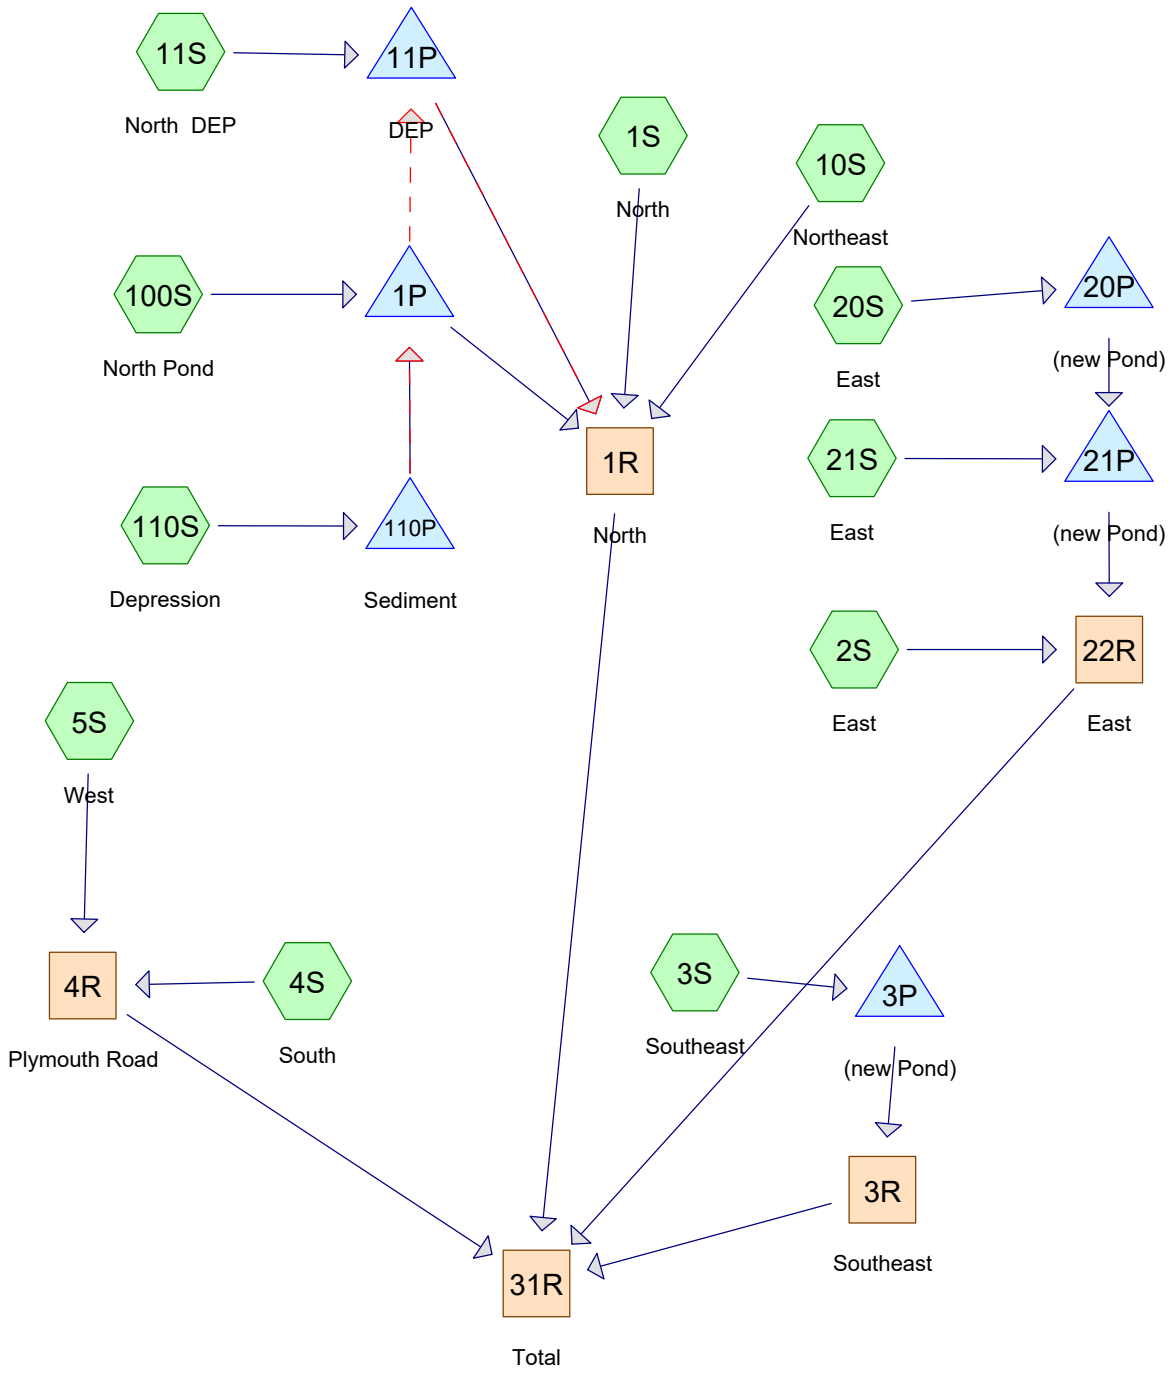 11S
North  DEP
11P
DEP
1S
North
10S
Northeast
20S
East
20P
(new Pond)
100S
North Pond
1P
21S
East
21P
(new Pond)
1R
North
110S
Depression
110P
Sediment
2S
East
22R
East
5S
West
4R
Plymouth Road
4S
South
3S
Southeast
3P
(new Pond)
3R
Southeast
31R
Total